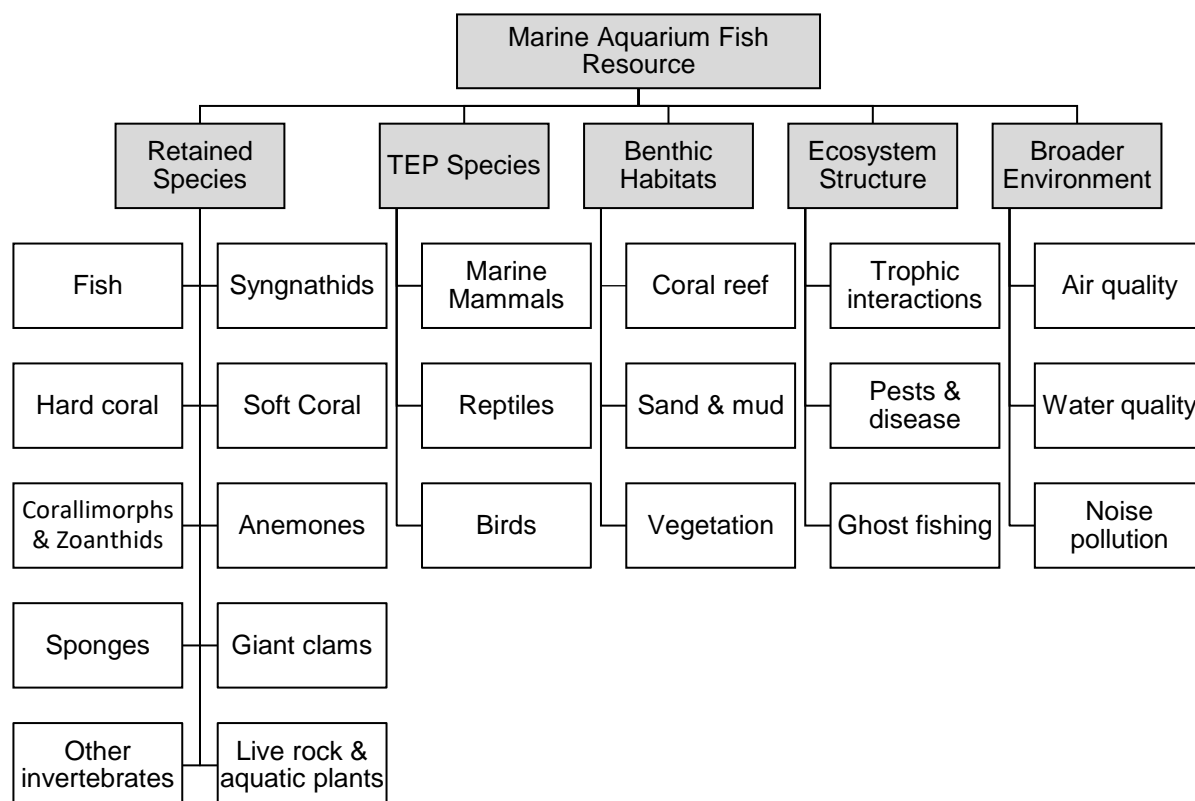 Marine Aquarium Fish
Resource
Retained
Species
TEP Species
Benthic
Habitats
Ecosystem
Structure
Broader
Environment
Fish
Syngnathids
Marine
Mammals
Coral reef
Trophic
interactions
Air quality
Hard coral
Soft Coral
Reptiles
Sand & mud
Pests &
disease
Water quality
Corallimorphs
& Zoanthids
Anemones
Birds
Vegetation
Ghost fishing
Noise
pollution
Sponges
Giant clams
Other
invertebrates
Live rock &
aquatic plants